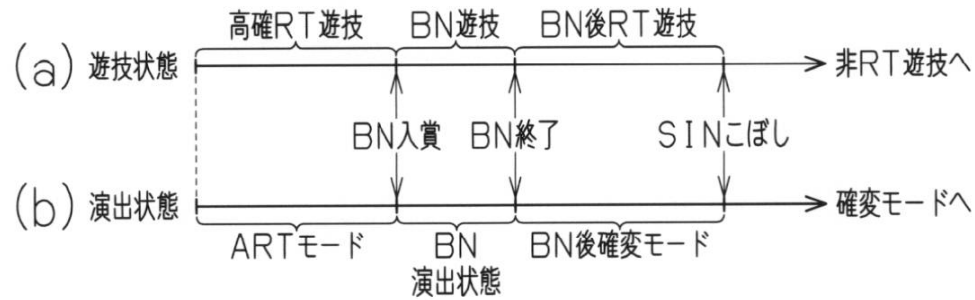 高確RT遊技 BN遊技 BN後RT遊技
(a) 遊技状態 非RT遊技へ
BN入賞 BN終了 SINこぼし
(b) 演出状態 確変モードへ
ARTモード BN BN後確変モード
演出状態